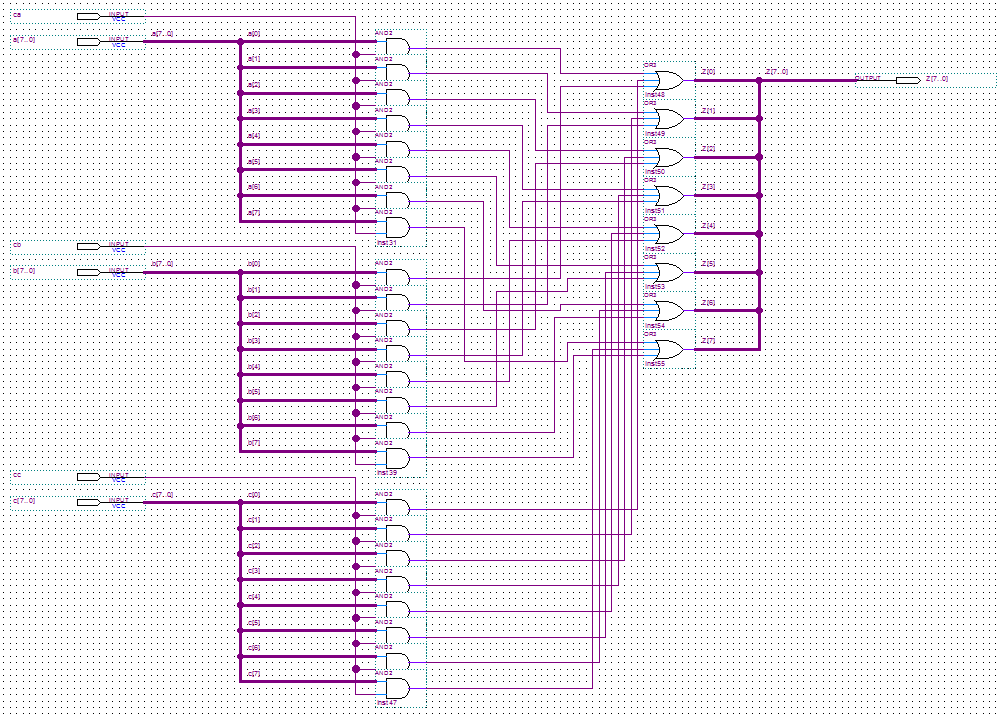 ca INPUT
VCC
a[7..0] INPUT
VCC
a[7..0]
a[0] AND2
a[1] AND2
a[2] AND2
a[3] AND2
a[4] AND2
a[5] AND2
a[6] AND2
a[7] AND2
inst31
cb INPUT
VCC
b[7..0] INPUT
VCC
b[7..0]
b[0] AND2
b[1] AND2
b[2] AND2
b[3] AND2
b[4] AND2
b[5] AND2
b[6] AND2
b[7] AND2
inst39
cc INPUT
VCC
c[7..0] INPUT
VCC
c[7..0]
c[0] AND2
c[1] AND2
c[2] AND2
c[3] AND2
c[4] AND2
c[5] AND2
c[6] AND2
c[7] AND2
inst47
OR3 Z[0]
inst48
OR3 Z[1]
inst49
OR3 Z[2]
inst50
OR3 Z[3]
inst51
OR3 Z[4]
inst52
OR3 Z[5]
inst53
OR3 Z[6]
inst54
OR3 Z[7]
inst55
Z[7..0] OUTPUT Z[7..0]